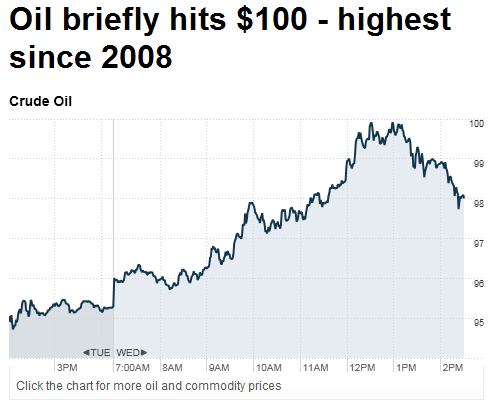 Oil briefly hits $100 - highest
since 2008
Crude Oil
100
99
98
97
96
95
◄TUE WED►
3PM 7:00AM 8AM 9AM 10AM 11AM 12PM 1PM 2PM
Click the chart for more oil and commodity prices